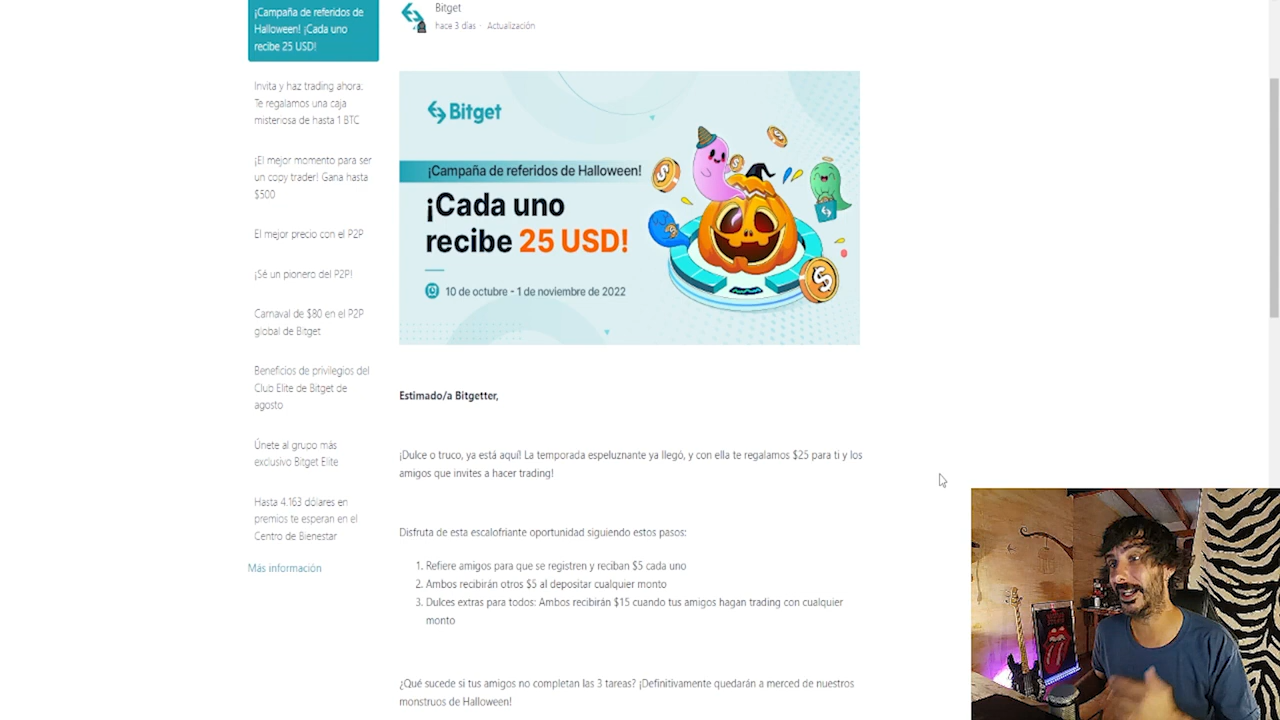 ¡Campaña de referidos de
Halloween! ¡Cada uno
recibe 25 USD!
Invita y haz trading ahora:
Te regalamos una caja
misteriosa de hasta 1 BTC
¡El mejor momento para ser
un copy trader! Gana hasta
$500
El mejor precio con el P2P
¡Sé un pionero del P2P!
Carnaval de $80 en el P2P
global de Bitget
Beneficios de privilegios del
Club Elite de Bitget de
agosto
Únete al grupo más
exclusivo Bitget Elite
Hasta 4.163 dólares en
premios te esperan en el
Centro de Bienestar
Más información
Bitget
hace 3 días · Actualización
Bitget
¡Campaña de referidos de Halloween!
¡Cada uno
recibe 25 USD!
10 de octubre - 1 de noviembre de 2022
Estimado/a Bitgetter,
¡Dulce o truco, ya está aquí! La temporada espeluznante ya llegó, y con ella te regalamos $25 para ti y los
amigos que invites a hacer trading!
Disfruta de esta escalofriante oportunidad siguiendo estos pasos:
1. Refiere amigos para que se registren y reciban $5 cada uno
2. Ambos recibirán otros $5 al depositar cualquier monto
3. Dulces extras para todos: Ambos recibirán $15 cuando tus amigos hagan trading con cualquier
monto
¿Qué sucede si tus amigos no completan las 3 tareas? ¡Definitivamente quedarán a merced de nuestros
monstruos de Halloween!